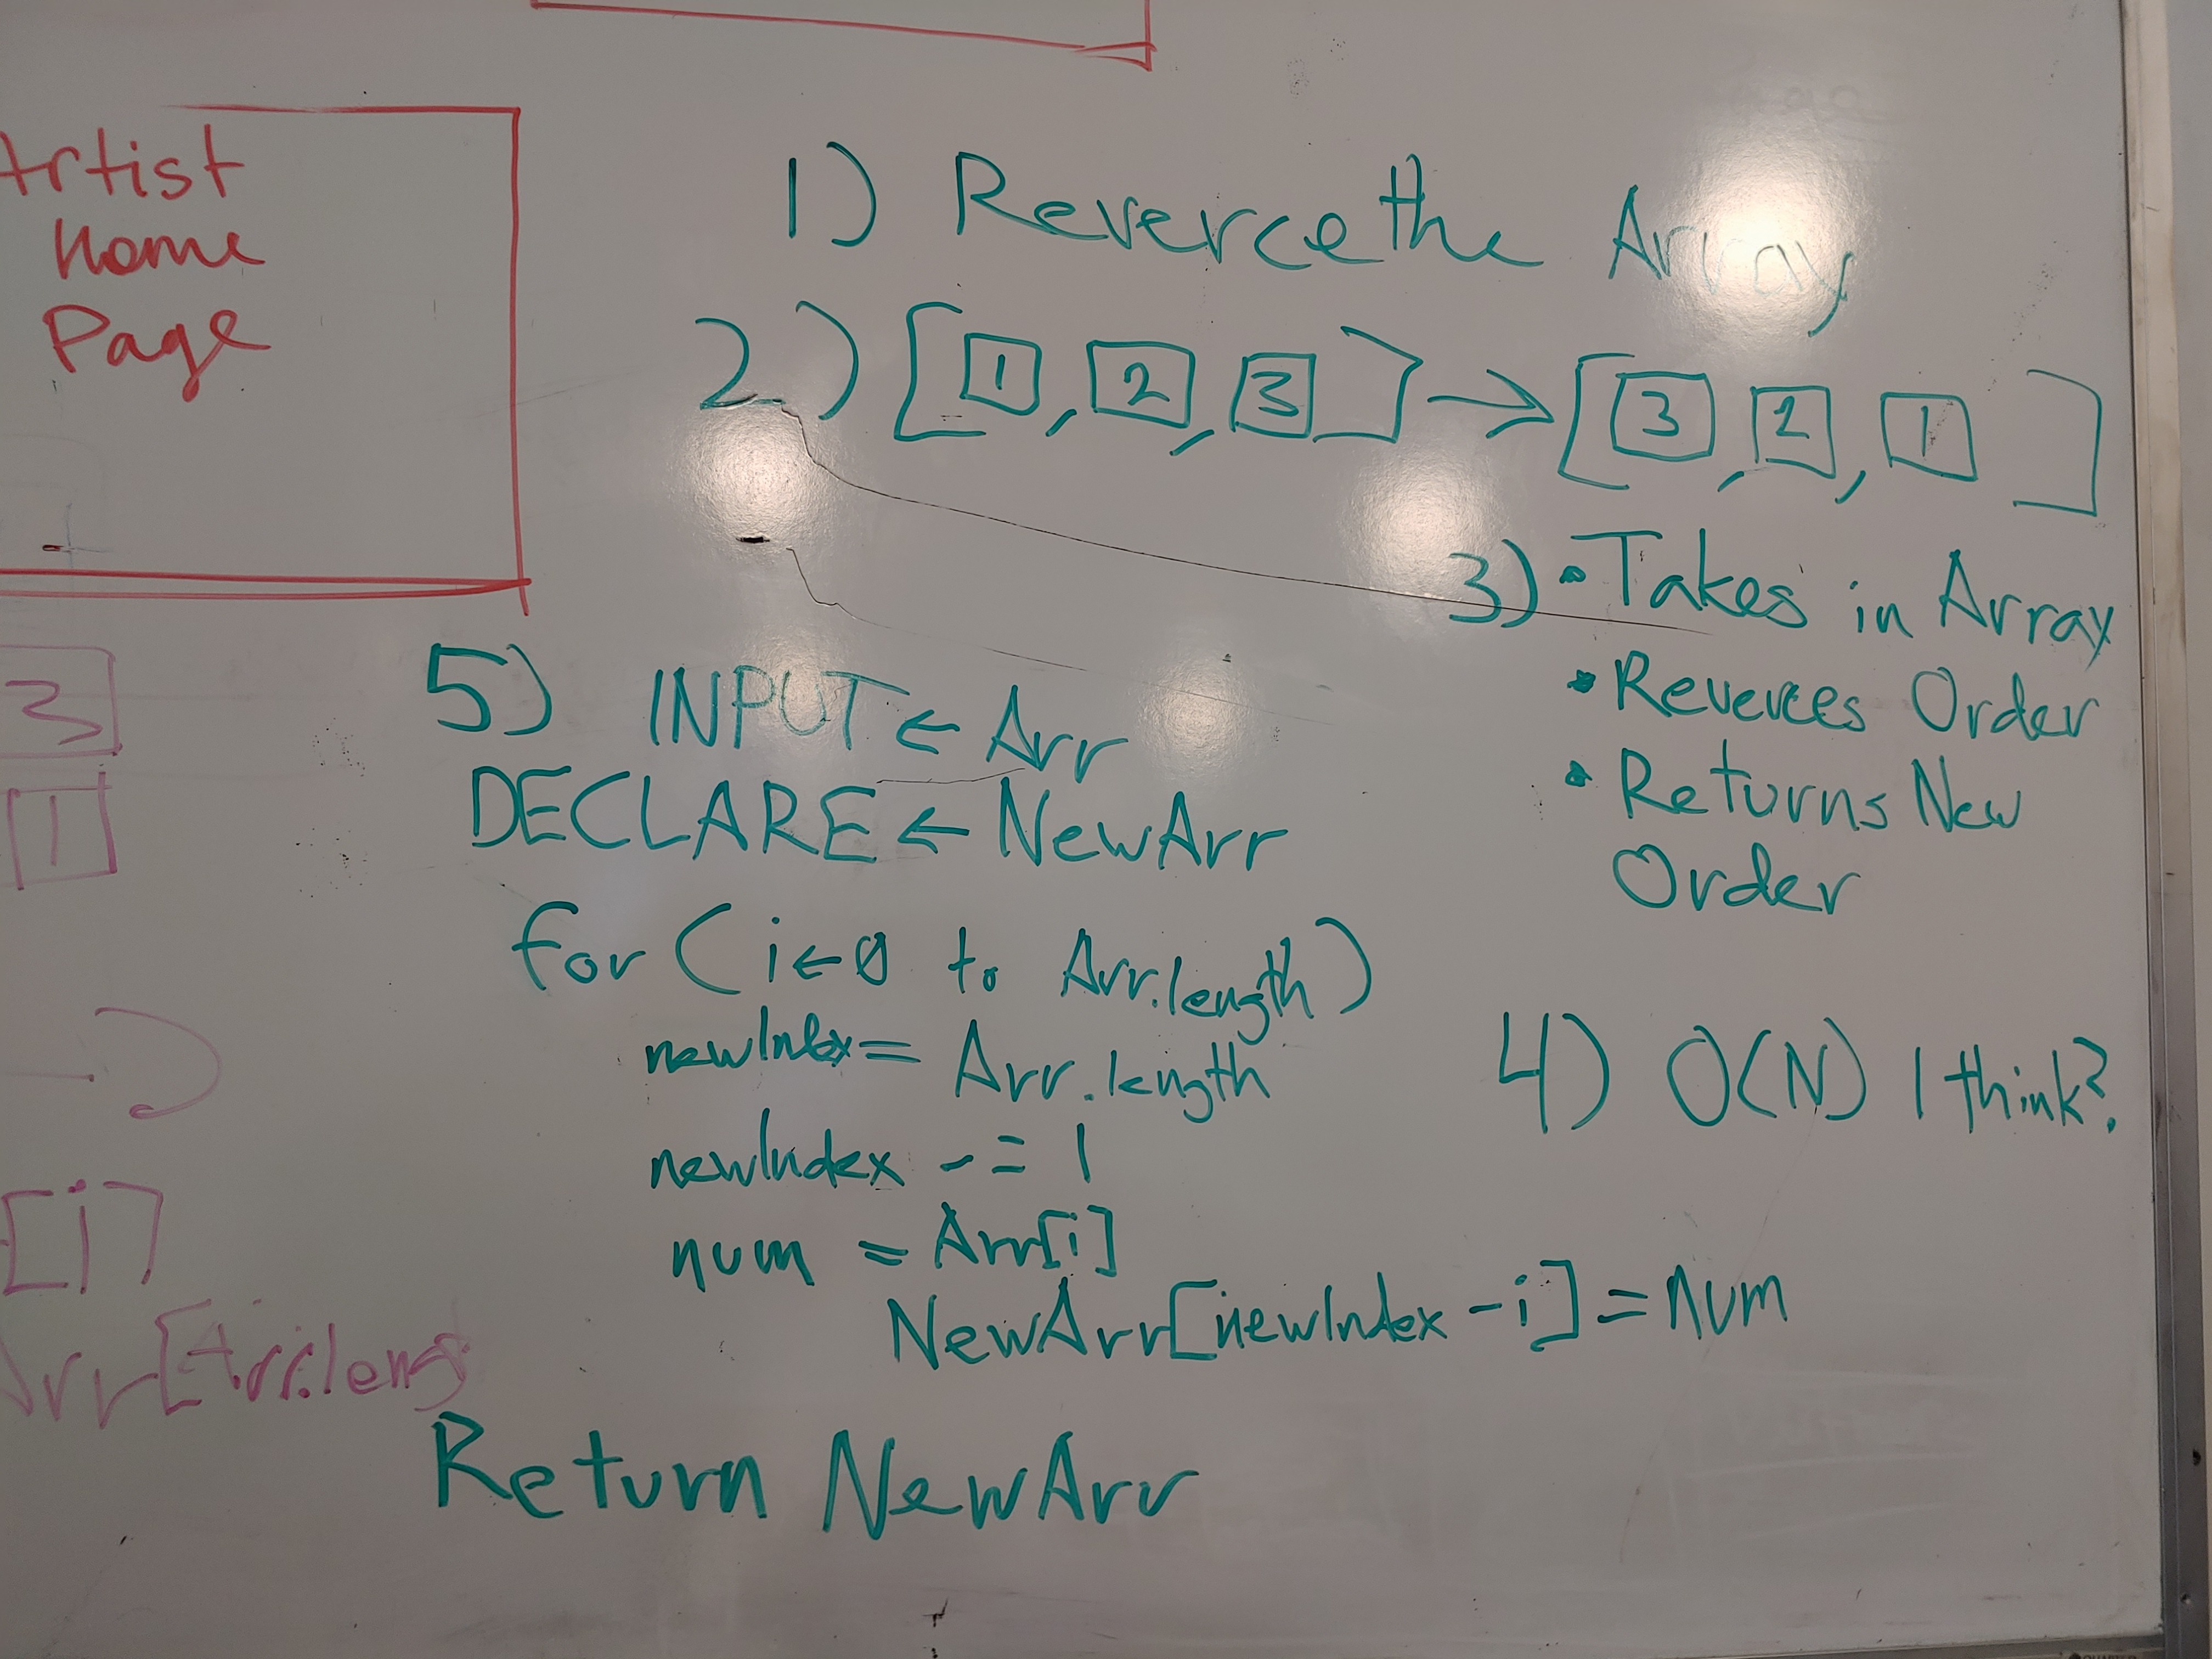 Artist
Home
Page
1) Reverce the Array
2) [1, 2, 3] → [3, 2, 1]
3) • Takes in Array
• Reverces Order
• Returns New
Order
4) O(N) I think?
5) INPUT ← Arr
DECLARE ← NewArr
for (i ← 0 to Arr.length)
newIndex = Arr.length
newIndex -= 1
num = Arr[i]
NewArr[newIndex - i] = num
Return NewArr
3
1
[i]
Arr[Arr.leng